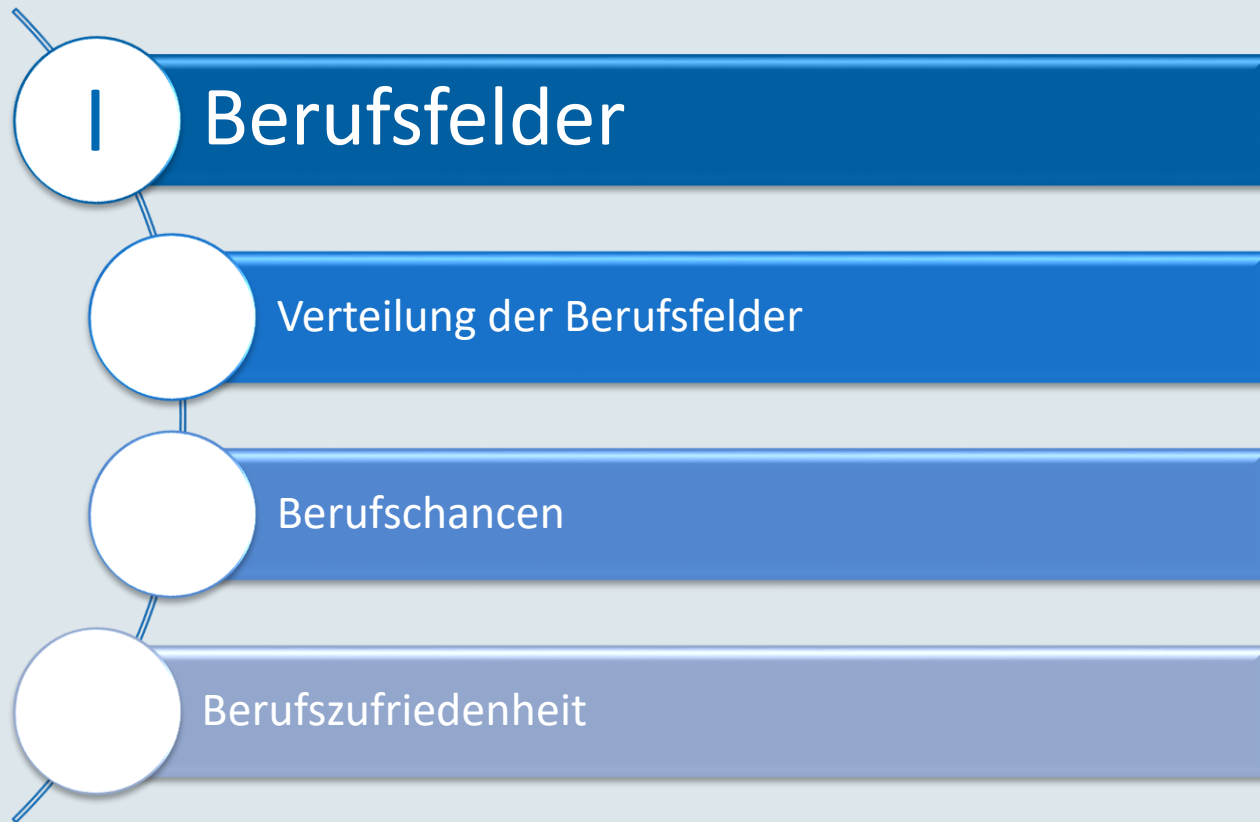 I
Berufsfelder
Verteilung der Berufsfelder
Berufschancen
Berufszufriedenheit